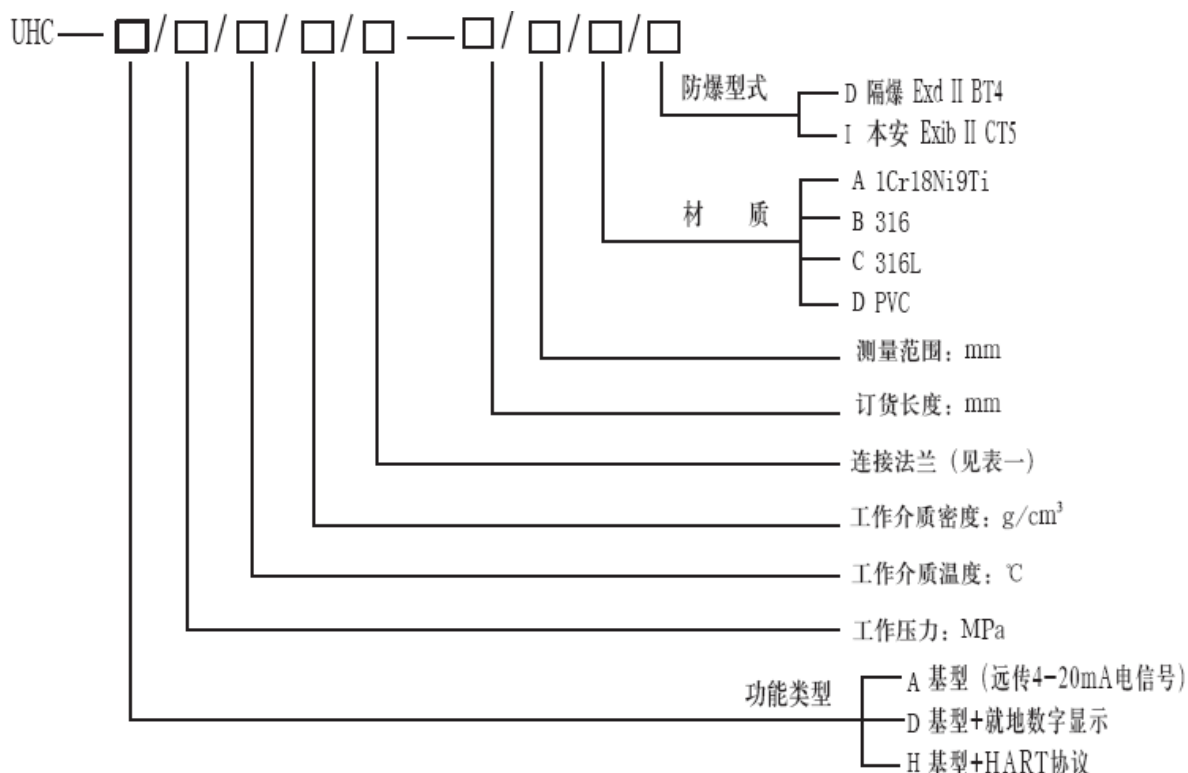 UHC—□/□/□/□/□—□/□/□/□
防爆型式
D 隔爆 Exd II BT4
I 本安 Exib II CT5
材 质
A 1Cr18Ni9Ti
B 316
C 316L
D PVC
测量范围：mm
订货长度：mm
连接法兰（见表一）
工作介质密度：g/cm³
工作介质温度：℃
工作压力：MPa
功能类型
A 基型（远传4-20mA电信号）
D 基型+就地数字显示
H 基型+HART协议